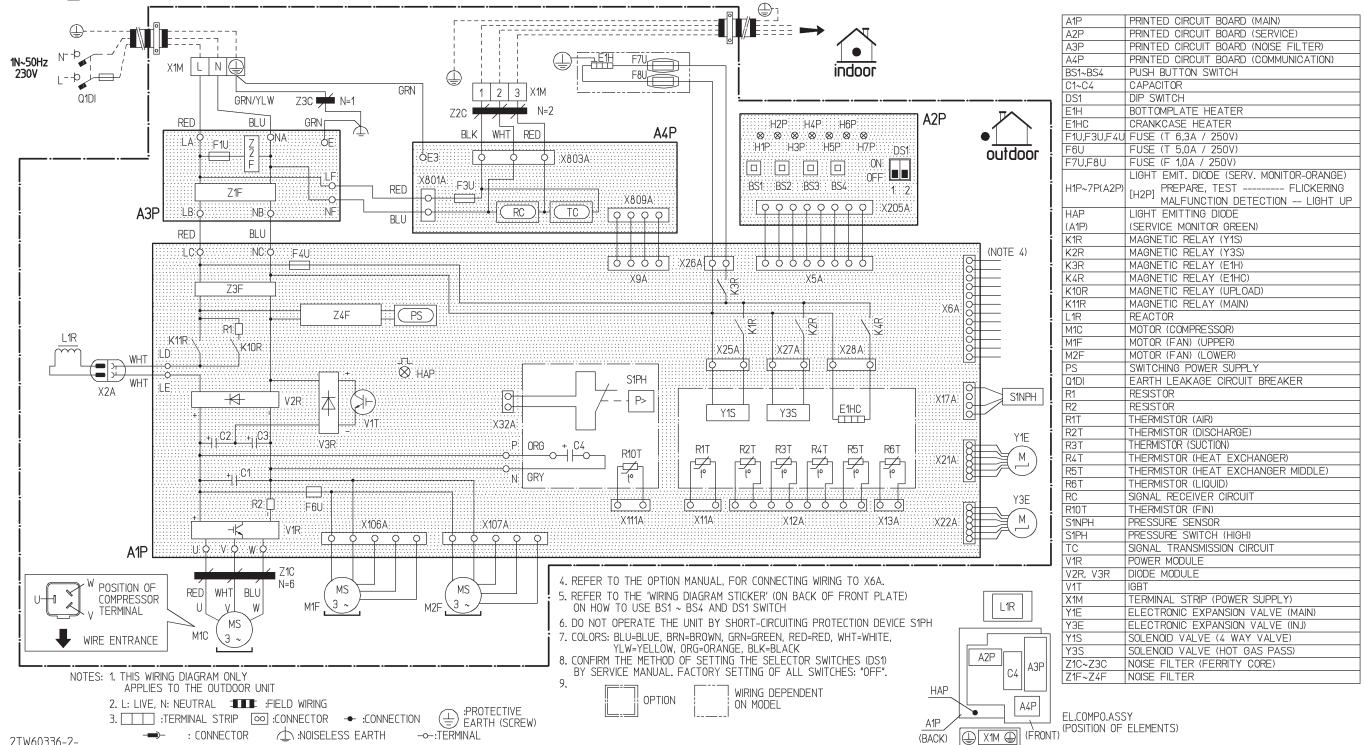 1N~50Hz
230V
N
L
Q1DI
X1M
L N
GRN/YLW
Z3C N=1
GRN
RED
BLU
GRN
LA
NA
E
F1U
Z2F
LF
Z1F
NF
A3P
LB
NB
RED
BLU
GRN
1 2 3 X1M
Z2C N=2
BLK WHT RED
A4P
E3
X803A
X801A
RED
F3U
BLU
RC
TC
X809A
E1H
F7U
F8U
indoor
outdoor
A2P
H2P H4P H6P
H1P H3P H5P H7P
DS1
ON
OFF
1 2
BS1 BS2 BS3 BS4
X205A
LC
NC
F4U
Z3F
Z4F
PS
R1
K11R
K10R
L1R
WHT
LD
WHT
LE
X2A
X9A
X26A
X5A
K3R
K1R
K2R
K4R
X25A
X27A
X28A
Y1S
Y3S
E1HC
(NOTE 4)
X6A
X17A
S1NPH
X21A
Y1E
M
X22A
Y3E
M
HAP
V2R
V3R
V1T
C2
C3
C1
R2
F6U
V1R
X32A
S1PH
P>
P
ORG
C4
N
GRY
R10T
t°
X111A
R1T
R2T
R3T
R4T
R5T
R6T
t° t° t° t° t° t°
X11A
X12A
X13A
A1P
U V W
X106A
X107A
Z1C
N=6
RED WHT BLU
U V W
M1C
MS
3 ~
M1F
MS
3 ~
M2F
MS
3 ~
U
W
V
POSITION OF
COMPRESSOR
TERMINAL
WIRE ENTRANCE
NOTES: 1. THIS WIRING DIAGRAM ONLY
APPLIES TO THE OUTDOOR UNIT
2. L: LIVE, N: NEUTRAL :FIELD WIRING
3. :TERMINAL STRIP :CONNECTOR :CONNECTION :PROTECTIVE
EARTH (SCREW)
: CONNECTOR :NOISELESS EARTH :TERMINAL
4. REFER TO THE OPTION MANUAL, FOR CONNECTING WIRING TO X6A.
5. REFER TO THE 'WIRING DIAGRAM STICKER' (ON BACK OF FRONT PLATE)
ON HOW TO USE BS1 ~ BS4 AND DS1 SWITCH
6. DO NOT OPERATE THE UNIT BY SHORT-CIRCUITING PROTECTION DEVICE S1PH
7. COLORS: BLU=BLUE, BRN=BROWN, GRN=GREEN, RED=RED, WHT=WHITE,
YLW=YELLOW, ORG=ORANGE, BLK=BLACK
8. CONFIRM THE METHOD OF SETTING THE SELECTOR SWITCHES (DS1)
BY SERVICE MANUAL. FACTORY SETTING OF ALL SWITCHES: "OFF".
9.
OPTION
WIRING DEPENDENT
ON MODEL
L1R
A2P
C4
A3P
A4P
HAP
A1P
(BACK)
X1M
(FRONT)
EL.COMPO.ASSY
(POSITION OF ELEMENTS)
2TW60336-2-
A1P PRINTED CIRCUIT BOARD (MAIN)
A2P PRINTED CIRCUIT BOARD (SERVICE)
A3P PRINTED CIRCUIT BOARD (NOISE FILTER)
A4P PRINTED CIRCUIT BOARD (COMMUNICATION)
BS1~BS4 PUSH BUTTON SWITCH
C1~C4 CAPACITOR
DS1 DIP SWITCH
E1H BOTTOMPLATE HEATER
E1HC CRANKCASE HEATER
F1U,F3U,F4U FUSE (T 6,3A / 250V)
F6U FUSE (T 5,0A / 250V)
F7U,F8U FUSE (F 1,0A / 250V)
H1P~7P(A2P) LIGHT EMIT. DIODE (SERV. MONITOR-ORANGE)
[H2P] PREPARE, TEST --------- FLICKERING
MALFUNCTION DETECTION -- LIGHT UP
HAP LIGHT EMITTING DIODE
(A1P) (SERVICE MONITOR GREEN)
K1R MAGNETIC RELAY (Y1S)
K2R MAGNETIC RELAY (Y3S)
K3R MAGNETIC RELAY (E1H)
K4R MAGNETIC RELAY (E1HC)
K10R MAGNETIC RELAY (UPLOAD)
K11R MAGNETIC RELAY (MAIN)
L1R REACTOR
M1C MOTOR (COMPRESSOR)
M1F MOTOR (FAN) (UPPER)
M2F MOTOR (FAN) (LOWER)
PS SWITCHING POWER SUPPLY
Q1DI EARTH LEAKAGE CIRCUIT BREAKER
R1 RESISTOR
R2 RESISTOR
R1T THERMISTOR (AIR)
R2T THERMISTOR (DISCHARGE)
R3T THERMISTOR (SUCTION)
R4T THERMISTOR (HEAT EXCHANGER)
R5T THERMISTOR (HEAT EXCHANGER MIDDLE)
R6T THERMISTOR (LIQUID)
RC SIGNAL RECEIVER CIRCUIT
R10T THERMISTOR (FIN)
S1NPH PRESSURE SENSOR
S1PH PRESSURE SWITCH (HIGH)
TC SIGNAL TRANSMISSION CIRCUIT
V1R POWER MODULE
V2R, V3R DIODE MODULE
V1T IGBT
X1M TERMINAL STRIP (POWER SUPPLY)
Y1E ELECTRONIC EXPANSION VALVE (MAIN)
Y3E ELECTRONIC EXPANSION VALVE (INJ)
Y1S SOLENOID VALVE (4 WAY VALVE)
Y3S SOLENOID VALVE (HOT GAS PASS)
Z1C~Z3C NOISE FILTER (FERRITY CORE)
Z1F~Z4F NOISE FILTER